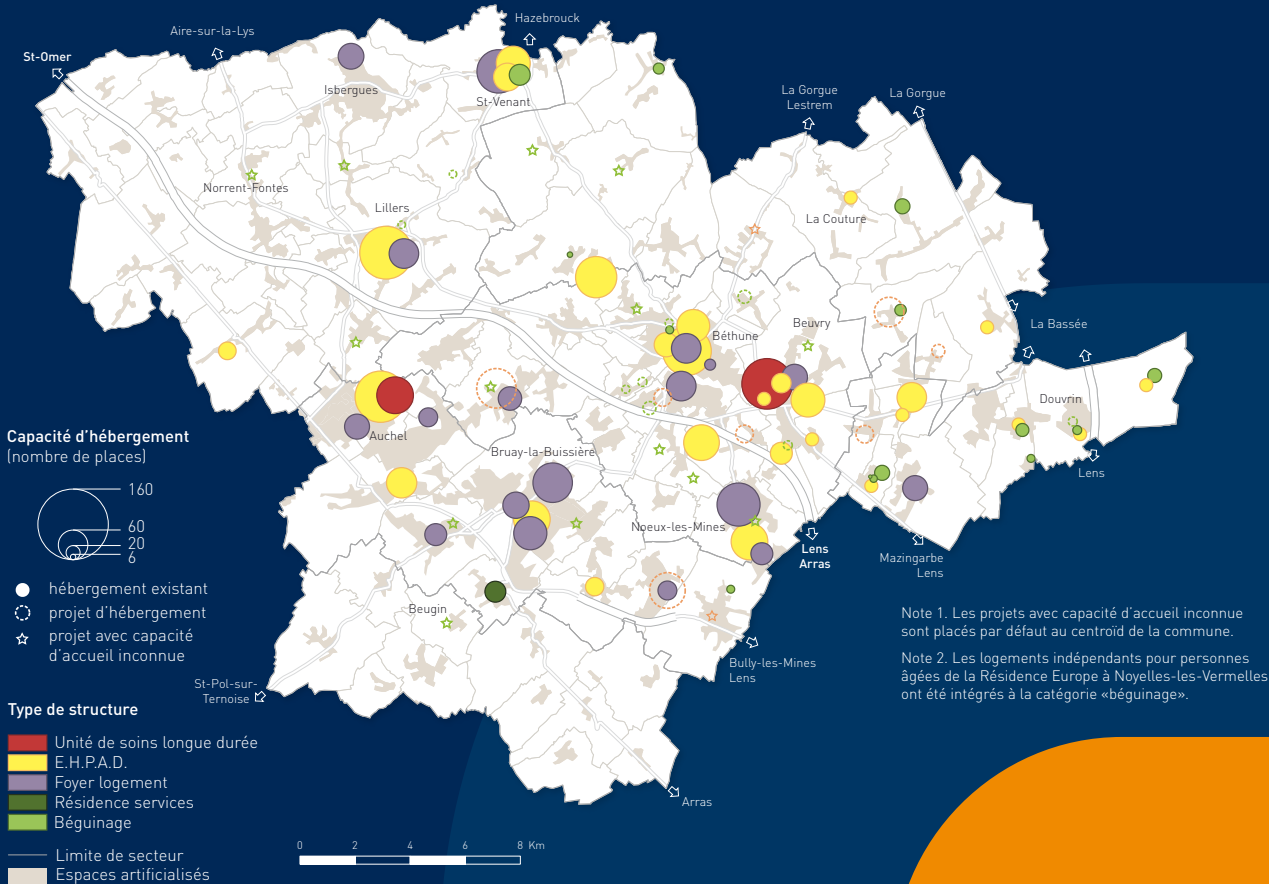 Hazebrouck
Aire-sur-la-Lys
St-Omer
Isbergues
St-Venant
La Gorgue
Lestrem
La Gorgue
Norrent-Fontes
Lillers
La Couture
Béthune
Beuvry
La Bassée
Douvrin
Auchel
Bruay-la-Buissière
Lens
Noeux-les-Mines
Lens
Arras
Mazingarbe
Lens
Beugin
Bully-les-Mines
Lens
St-Pol-sur-
Ternoise
Arras
Capacité d'hébergement
(nombre de places)
160
60
20
6
hébergement existant
projet d'hébergement
projet avec capacité
d'accueil inconnue
Type de structure
Unité de soins longue durée
E.H.P.A.D.
Foyer logement
Résidence services
Béguinage
Limite de secteur
Espaces artificialisés
0 2 4 6 8 Km
Note 1. Les projets avec capacité d'accueil inconnue
sont placés par défaut au centroïd de la commune.
Note 2. Les logements indépendants pour personnes
âgées de la Résidence Europe à Noyelles-les-Vermelles
ont été intégrés à la catégorie «béguinage».